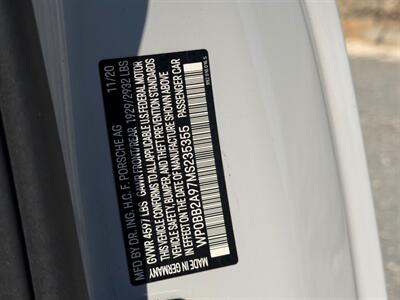 MFD BY DR. ING. H.C. F. PORSCHE AG 11/20
GVWR 4597 LBS GAWR FRONT/REAR 1929/2932 LBS
THIS VEHICLE CONFORMS TO ALL APPLICABLE U.S. FEDERAL MOTOR
VEHICLE SAFETY, BUMPER, AND THEFT PREVENTION STANDARDS
IN EFFECT ON THE DATE OF MANUFACTURE SHOWN ABOVE
WP0BB2A97MS235355 PASSENGER CAR
MADE IN GERMANY